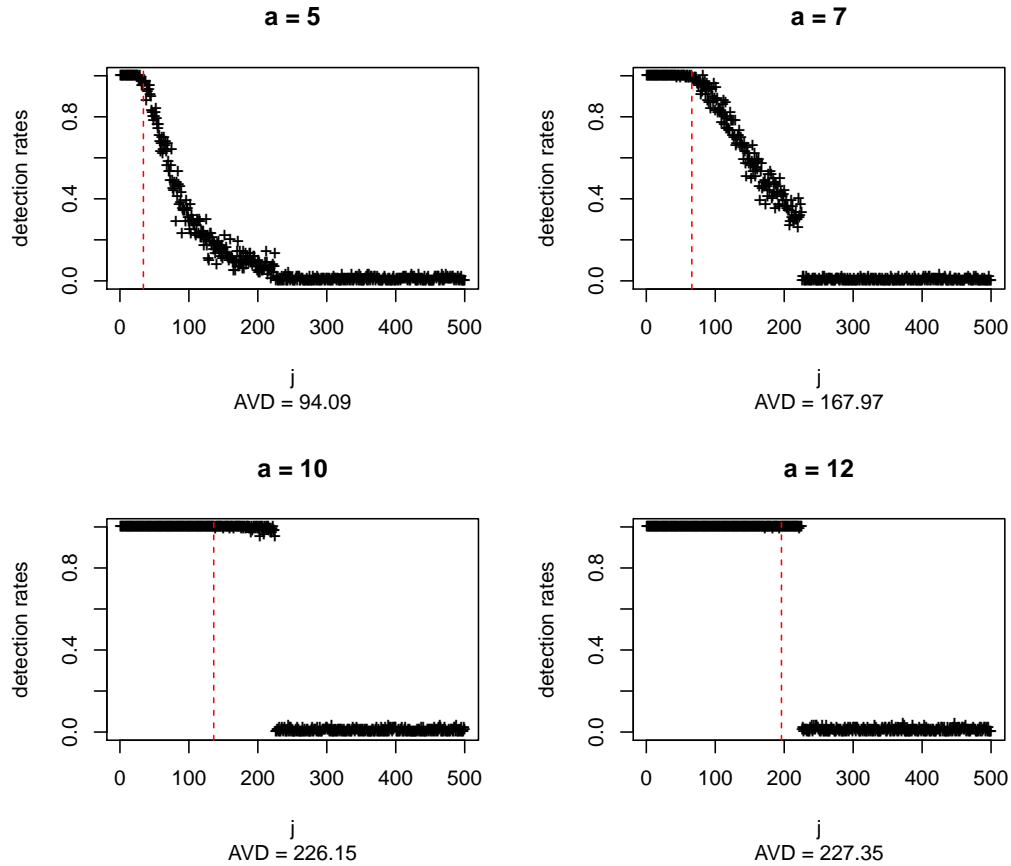 a = 5
detection rates
0.0 0.4 0.8
0 100 200 300 400 500
j
AVD = 94.09
a = 7
detection rates
0.0 0.4 0.8
0 100 200 300 400 500
j
AVD = 167.97
a = 10
detection rates
0.0 0.4 0.8
0 100 200 300 400 500
j
AVD = 226.15
a = 12
detection rates
0.0 0.4 0.8
0 100 200 300 400 500
j
AVD = 227.35